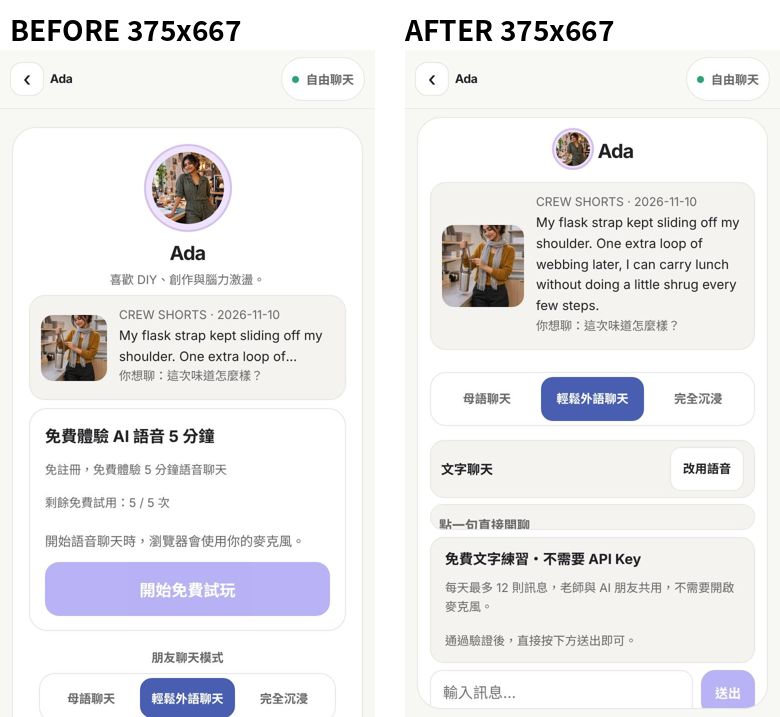 BEFORE 375x667
Ada
自由聊天
Ada
喜歡 DIY、創作與腦力激盪。
CREW SHORTS · 2026-11-10
My flask strap kept sliding off my
shoulder. One extra loop of...
你想聊：這次味道怎麼樣？
免費體驗 AI 語音 5 分鐘
免註冊，免費體驗 5 分鐘語音聊天
剩餘免費試用：5 / 5 次
開始語音聊天時，瀏覽器會使用你的麥克風。
開始免費試玩
朋友聊天模式
母語聊天
輕鬆外語聊天
完全沉浸
AFTER 375x667
Ada
自由聊天
Ada
CREW SHORTS · 2026-11-10
My flask strap kept sliding off my
shoulder. One extra loop of
webbing later, I can carry lunch
without doing a little shrug every
few steps.
你想聊：這次味道怎麼樣？
母語聊天
輕鬆外語聊天
完全沉浸
文字聊天
改用語音
點一句直接開聊
免費文字練習・不需要 API Key
每天最多 12 則訊息，老師與 AI 朋友共用，不需要開啟
麥克風。
通過驗證後，直接按下方送出即可。
輸入訊息...
送出